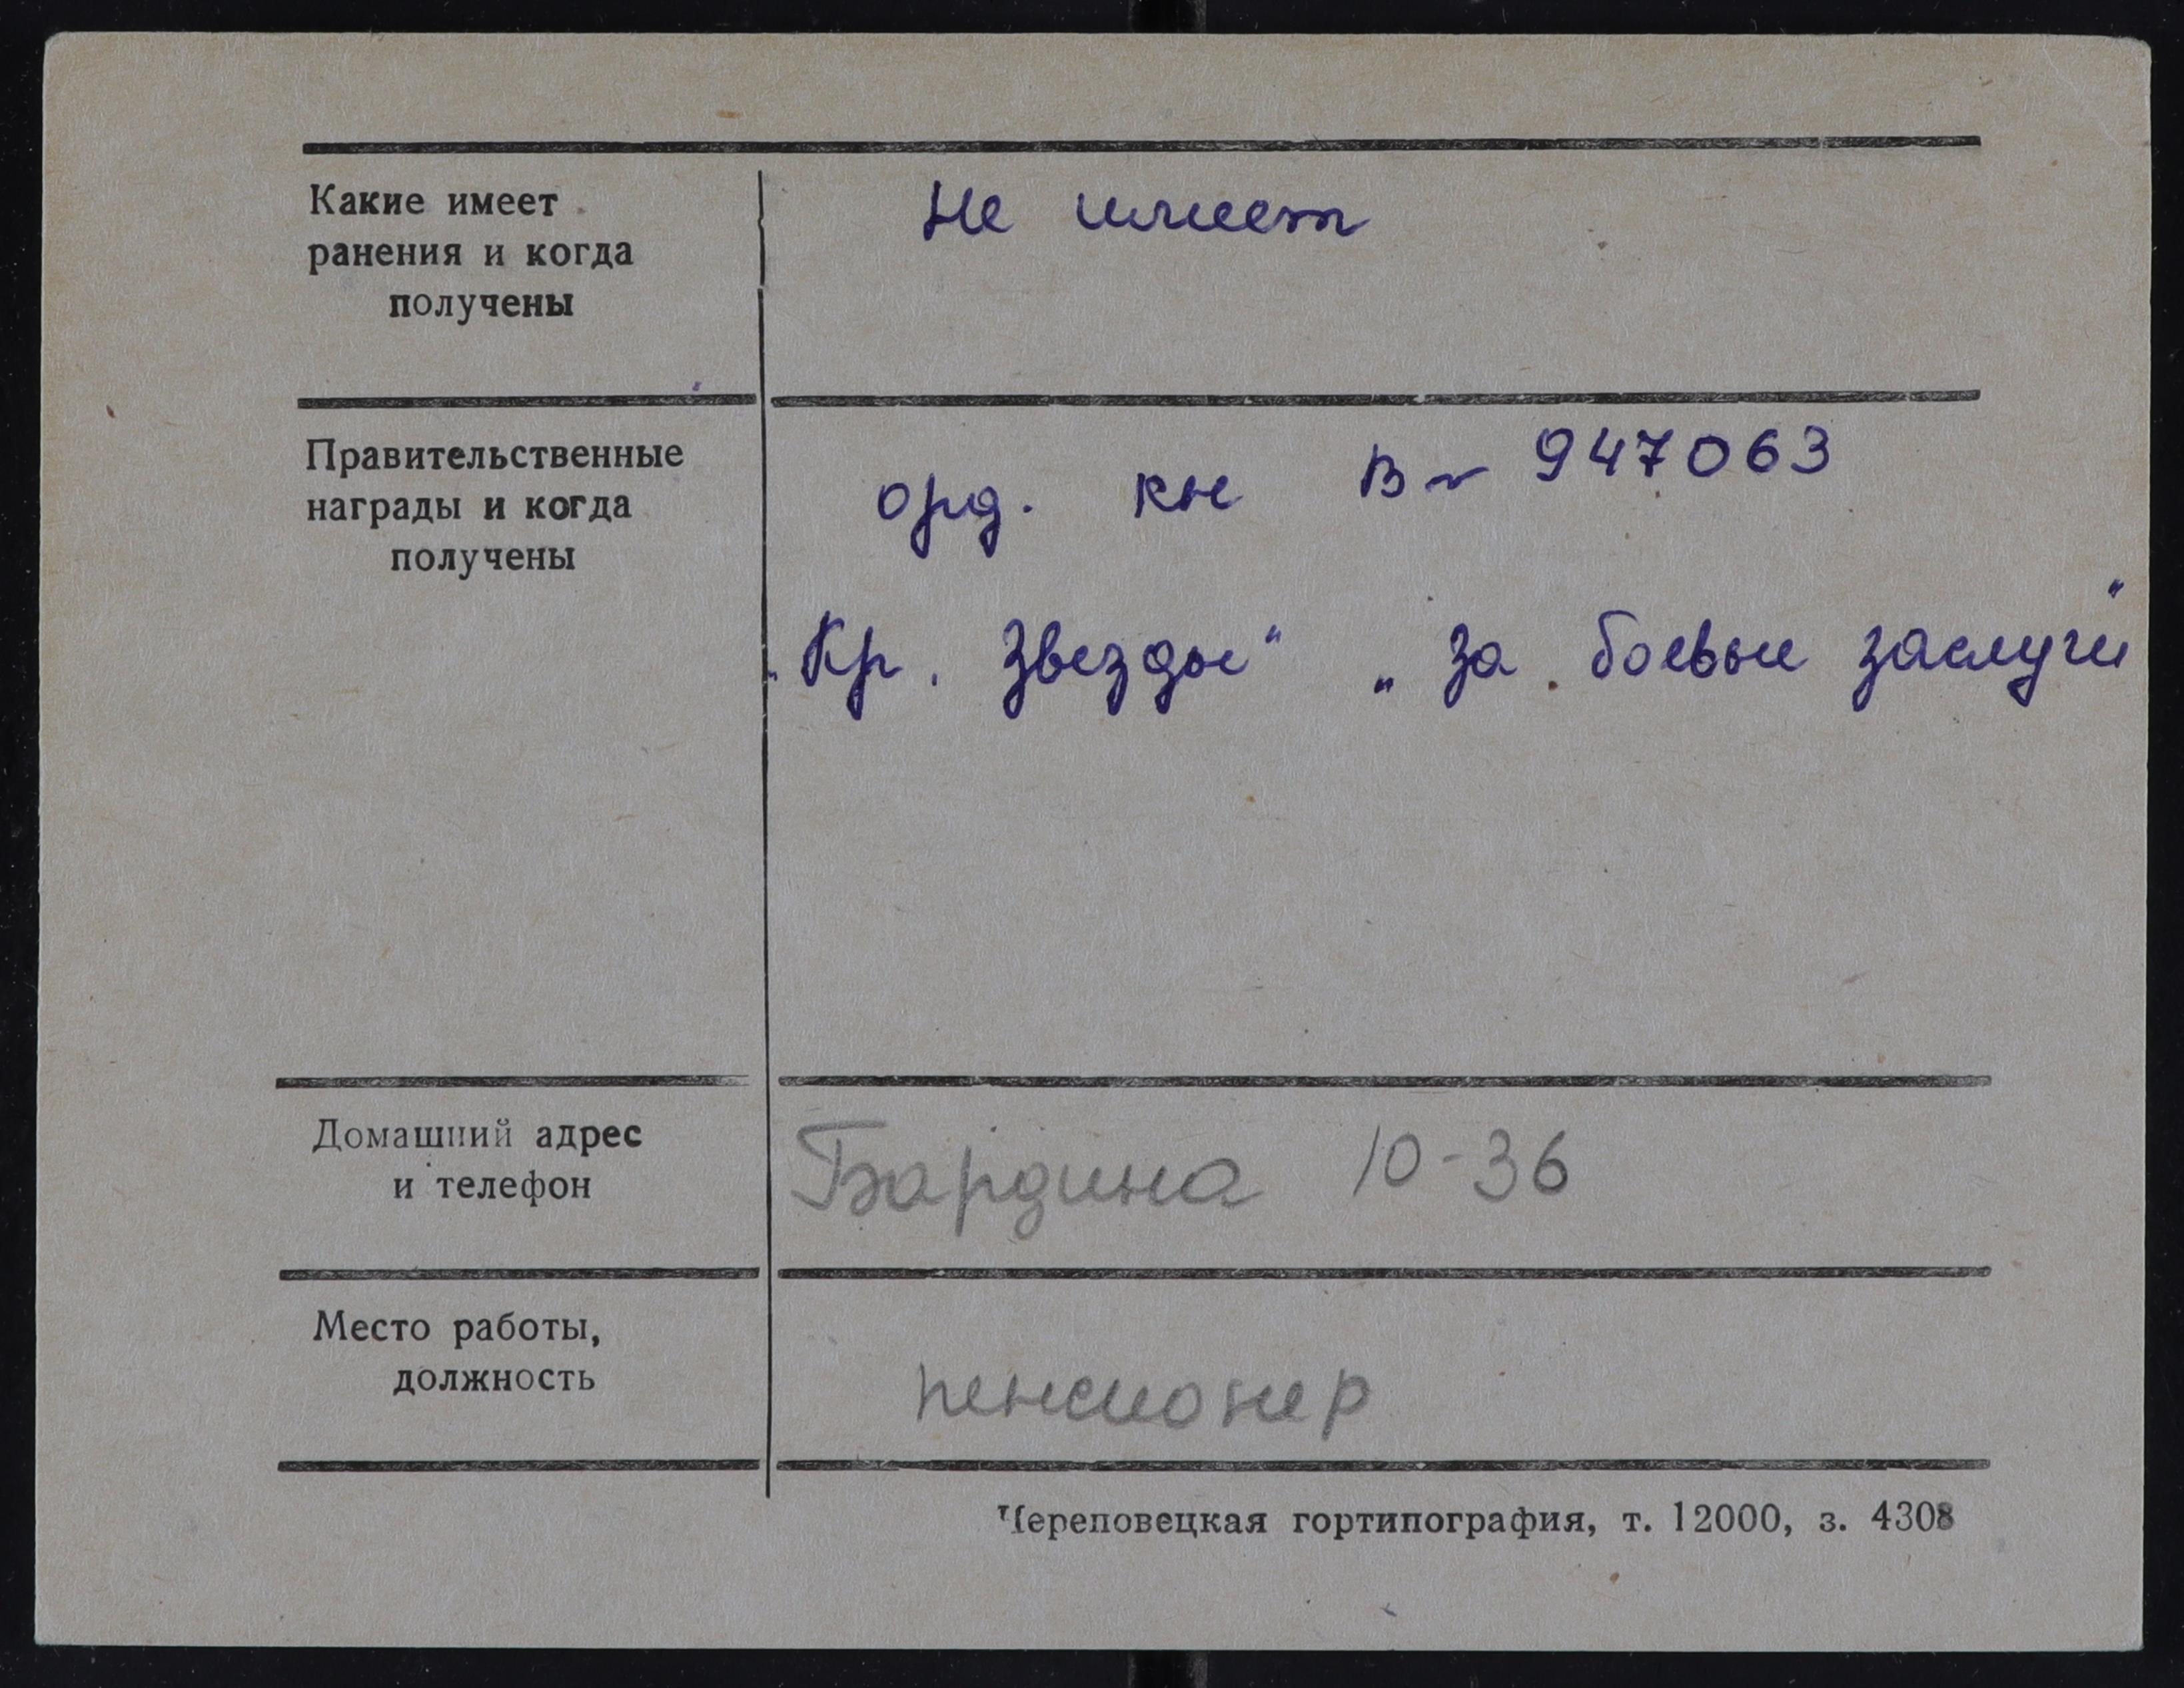 Какие имеет
ранения и когда
получены
не имеет
Правительственные
награды и когда
получены
орд. кн В № 947063
"Кр. Звезды" „за боевые заслуги"
Домашний адрес
и телефон
Бардина 10-36
Место работы,
должность
пенсионер
Череповецкая гортипография, т. 12000, з. 4308